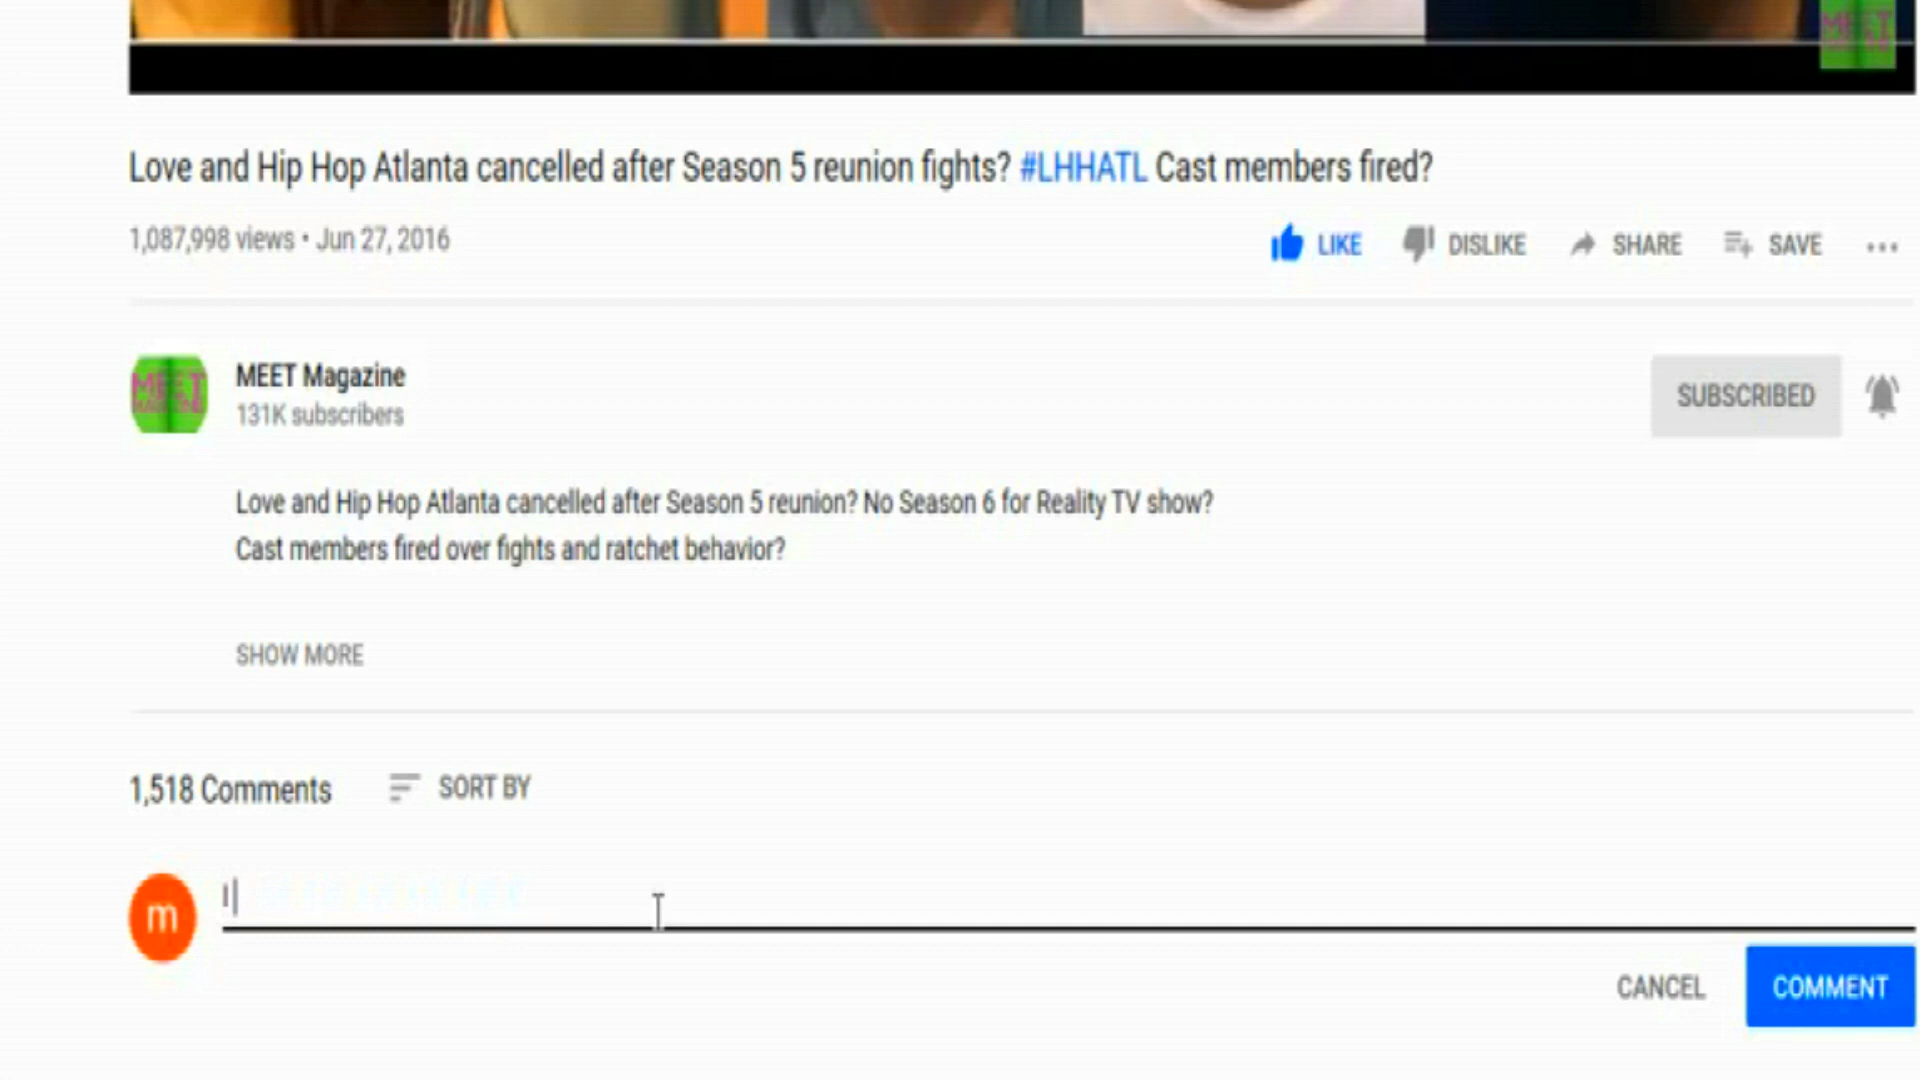 MEET
Love and Hip Hop Atlanta cancelled after Season 5 reunion fights? #LHHATL Cast members fired?
1,087,998 views • Jun 27, 2016
LIKE DISLIKE SHARE SAVE
MEET Magazine
131K subscribers
SUBSCRIBED
Love and Hip Hop Atlanta cancelled after Season 5 reunion? No Season 6 for Reality TV show?
Cast members fired over fights and ratchet behavior?
SHOW MORE
1,518 Comments SORT BY
m
I
CANCEL COMMENT